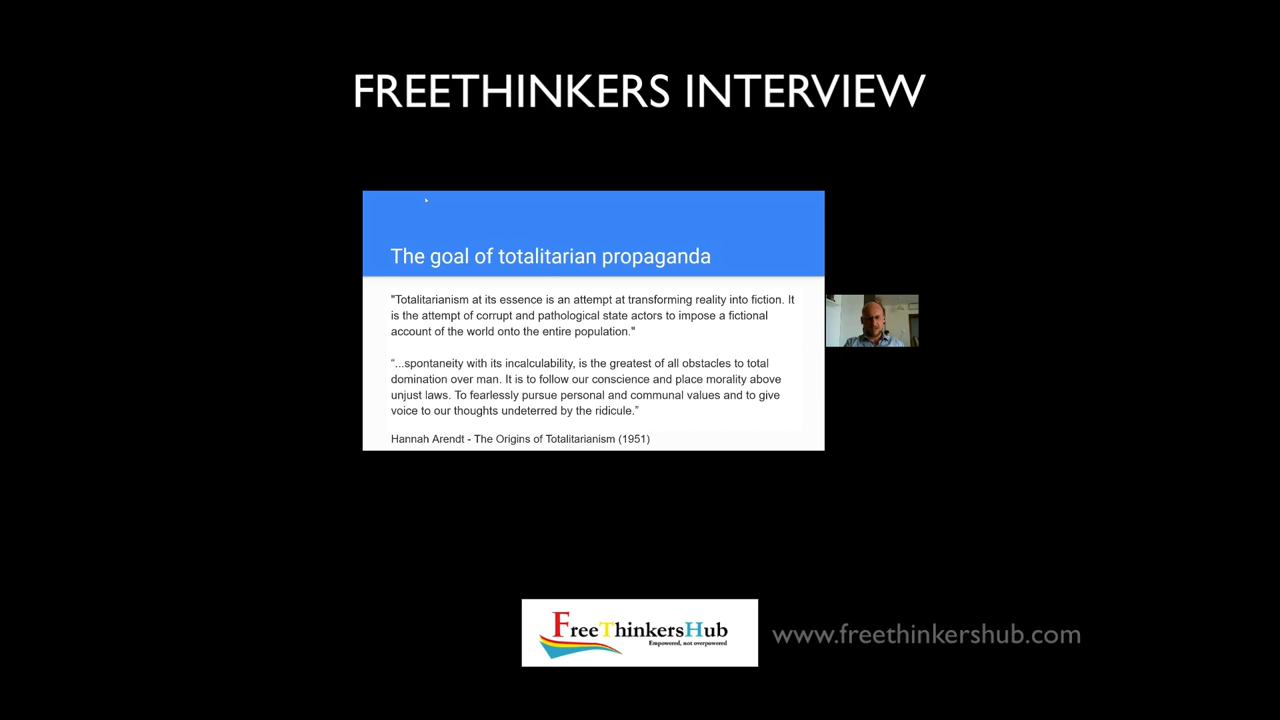 FREETHINKERS INTERVIEW
The goal of totalitarian propaganda
"Totalitarianism at its essence is an attempt at transforming reality into fiction. It
is the attempt of corrupt and pathological state actors to impose a fictional
account of the world onto the entire population."
“...spontaneity with its incalculability, is the greatest of all obstacles to total
domination over man. It is to follow our conscience and place morality above
unjust laws. To fearlessly pursue personal and communal values and to give
voice to our thoughts undeterred by the ridicule.”
Hannah Arendt - The Origins of Totalitarianism (1951)
FreeThinkersHub
Empowered, not overpowered
www.freethinkershub.com